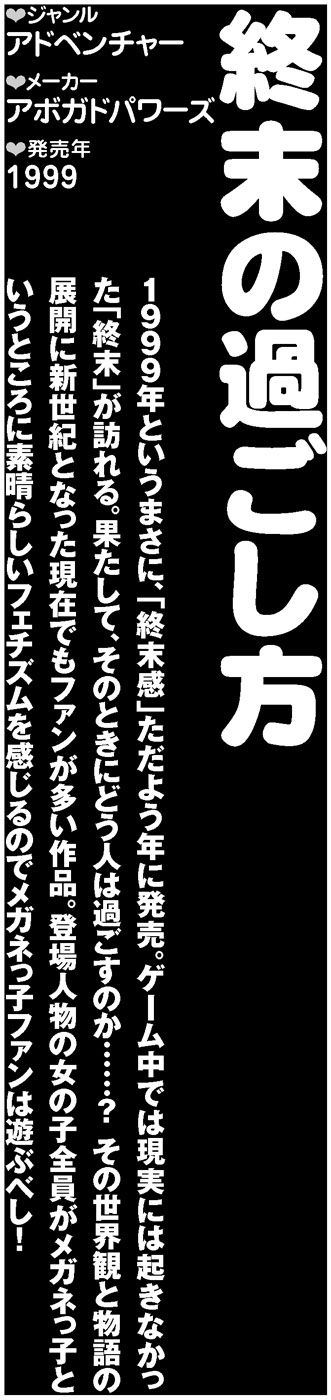 終末の過ごし方
❤ジャンル
アドベンチャー
❤メーカー
アボガドパワーズ
❤発売年
1999
1999年というまさに、「終末感」ただよう年に発売。ゲーム中では現実には起きなかっ
た「終末」が訪れる。果たして、そのときにどう人は過ごすのか……？　その世界観と物語の
展開に新世紀となった現在でもファンが多い作品。登場人物の女の子全員がメガネっ子と
いうところに素晴らしいフェチズムを感じるのでメガネっ子ファンは遊ぶべし！